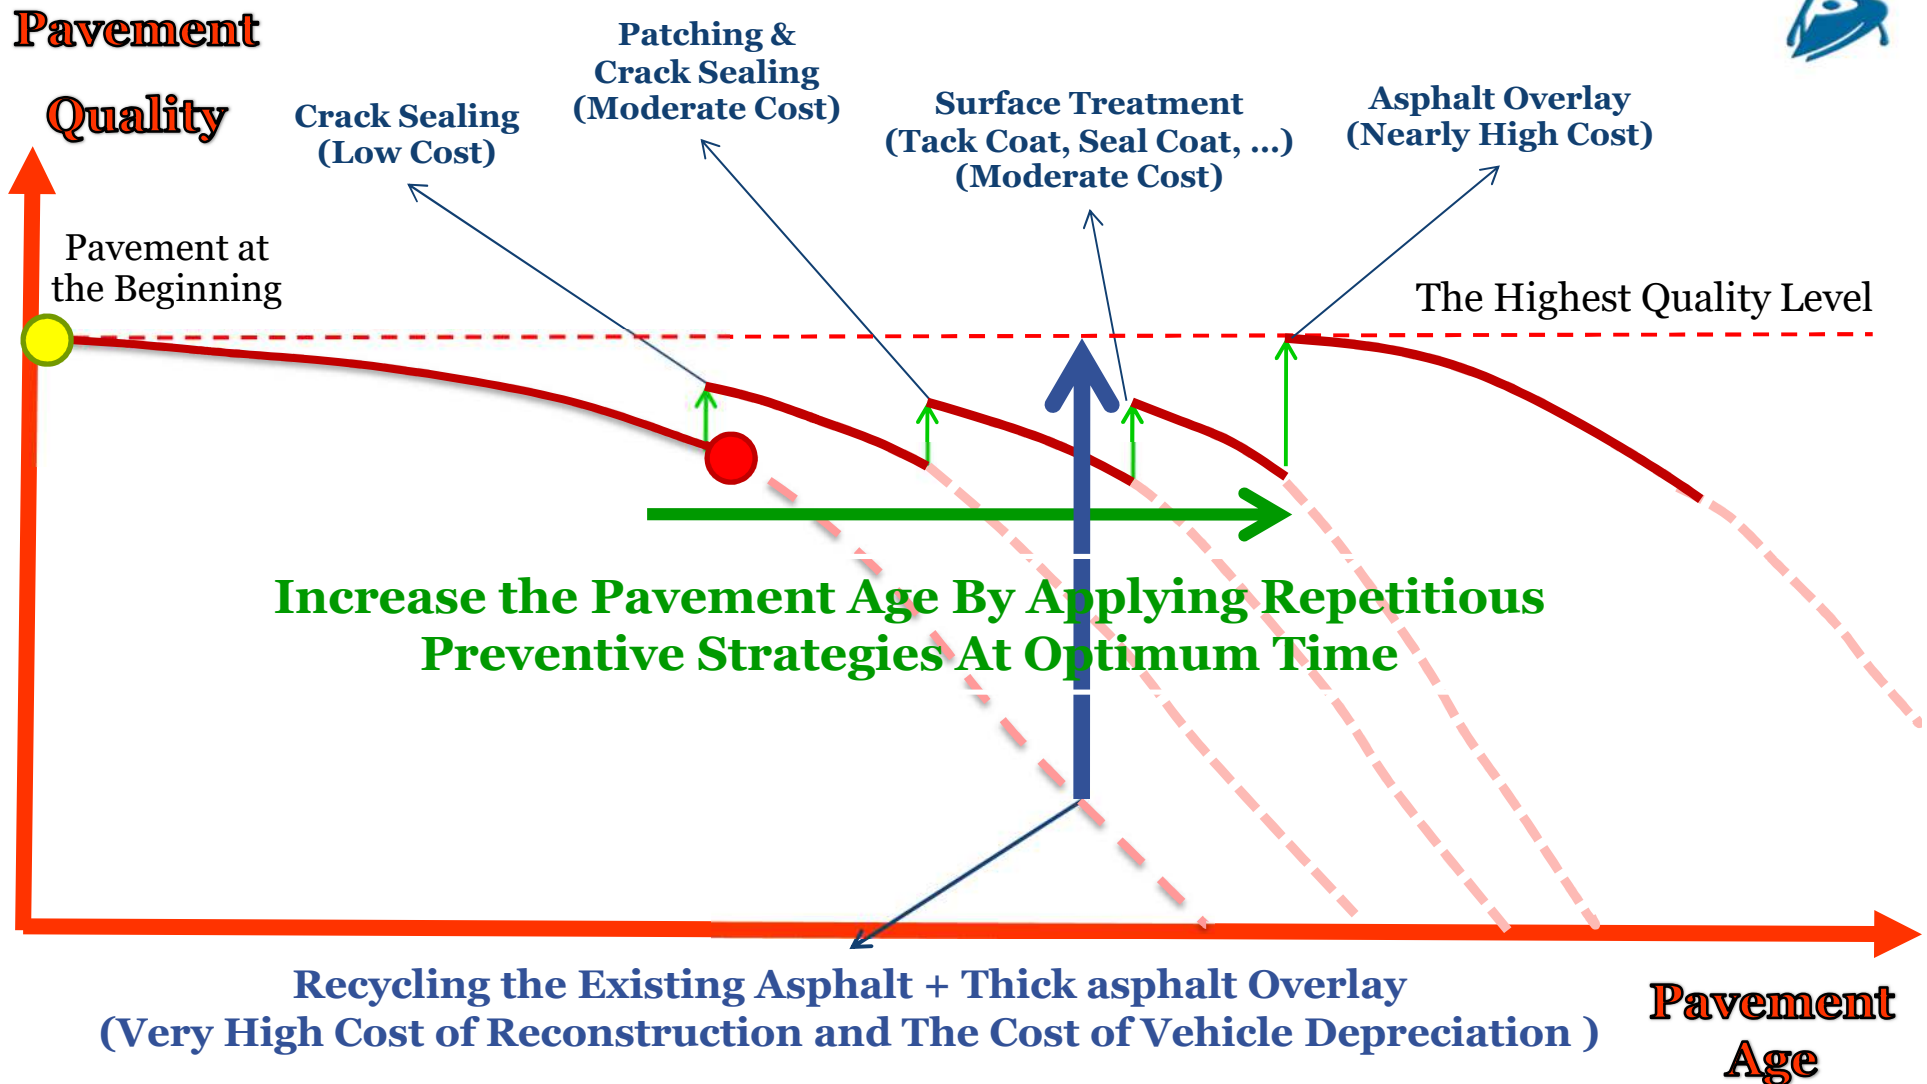 Pavement
Quality
Crack Sealing
(Low Cost)
Patching &
Crack Sealing
(Moderate Cost)
Surface Treatment
(Tack Coat, Seal Coat, ...)
(Moderate Cost)
Asphalt Overlay
(Nearly High Cost)
Pavement at
the Beginning
The Highest Quality Level
Increase the Pavement Age By Applying Repetitious
Preventive Strategies At Optimum Time
Recycling the Existing Asphalt + Thick asphalt Overlay
(Very High Cost of Reconstruction and The Cost of Vehicle Depreciation )
Pavement
Age